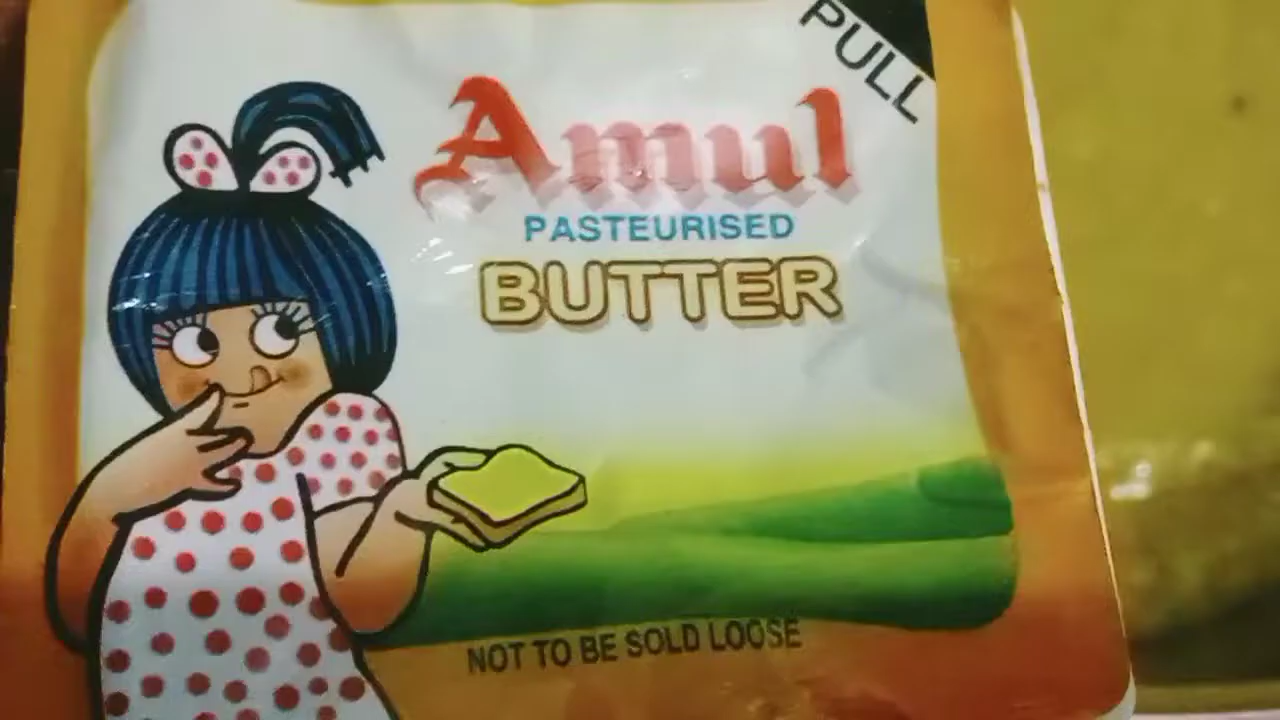 PULL
Amul
PASTEURISED
BUTTER
NOT TO BE SOLD LOOSE